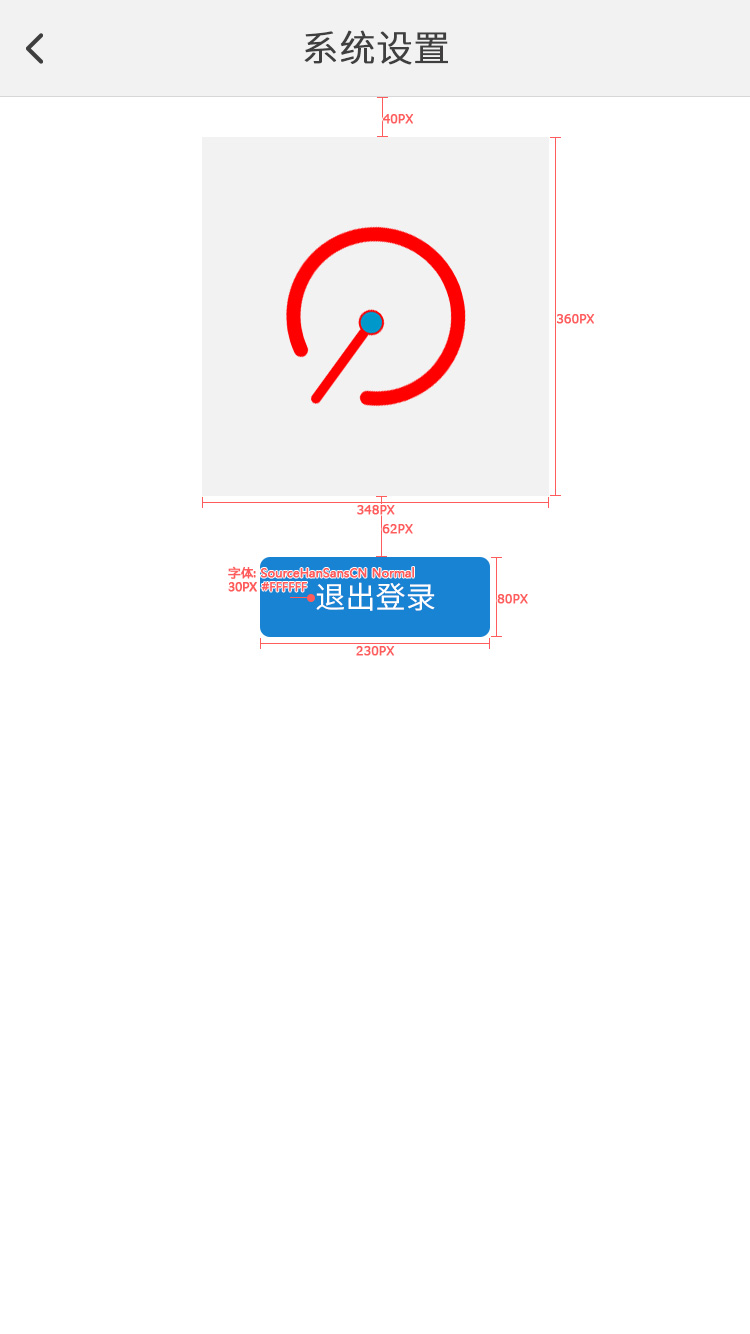 系统设置
40PX
360PX
348PX
62PX
字体: SourceHanSansCN Normal
30PX #FFFFFF
退出登录
80PX
230PX